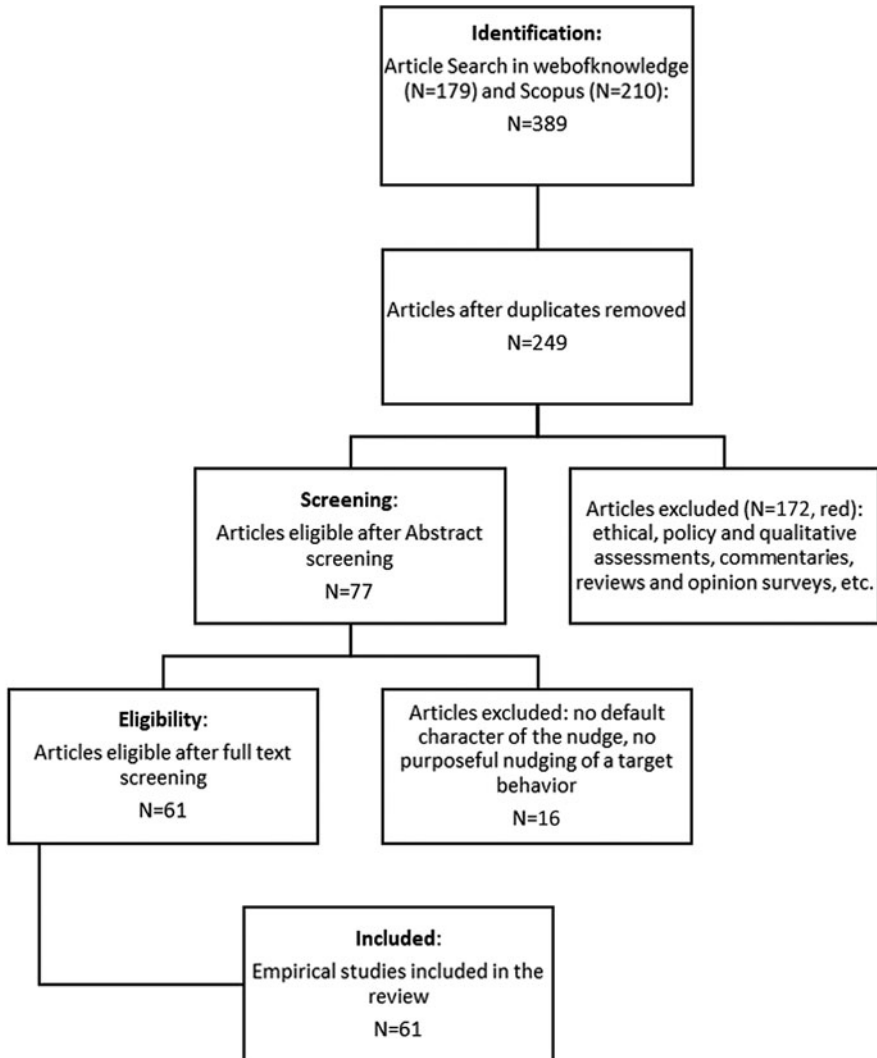 Identification:
Article Search in webofknowledge
(N=179) and Scopus (N=210):
N=389
Articles after duplicates removed
N=249
Screening:
Articles eligible after Abstract
screening
N=77
Articles excluded (N=172, red):
ethical, policy and qualitative
assessments, commentaries,
reviews and opinion surveys, etc.
Eligibility:
Articles eligible after full text
screening
N=61
Articles excluded: no default
character of the nudge, no
purposeful nudging of a target
behavior
N=16
Included:
Empirical studies included in the
review
N=61